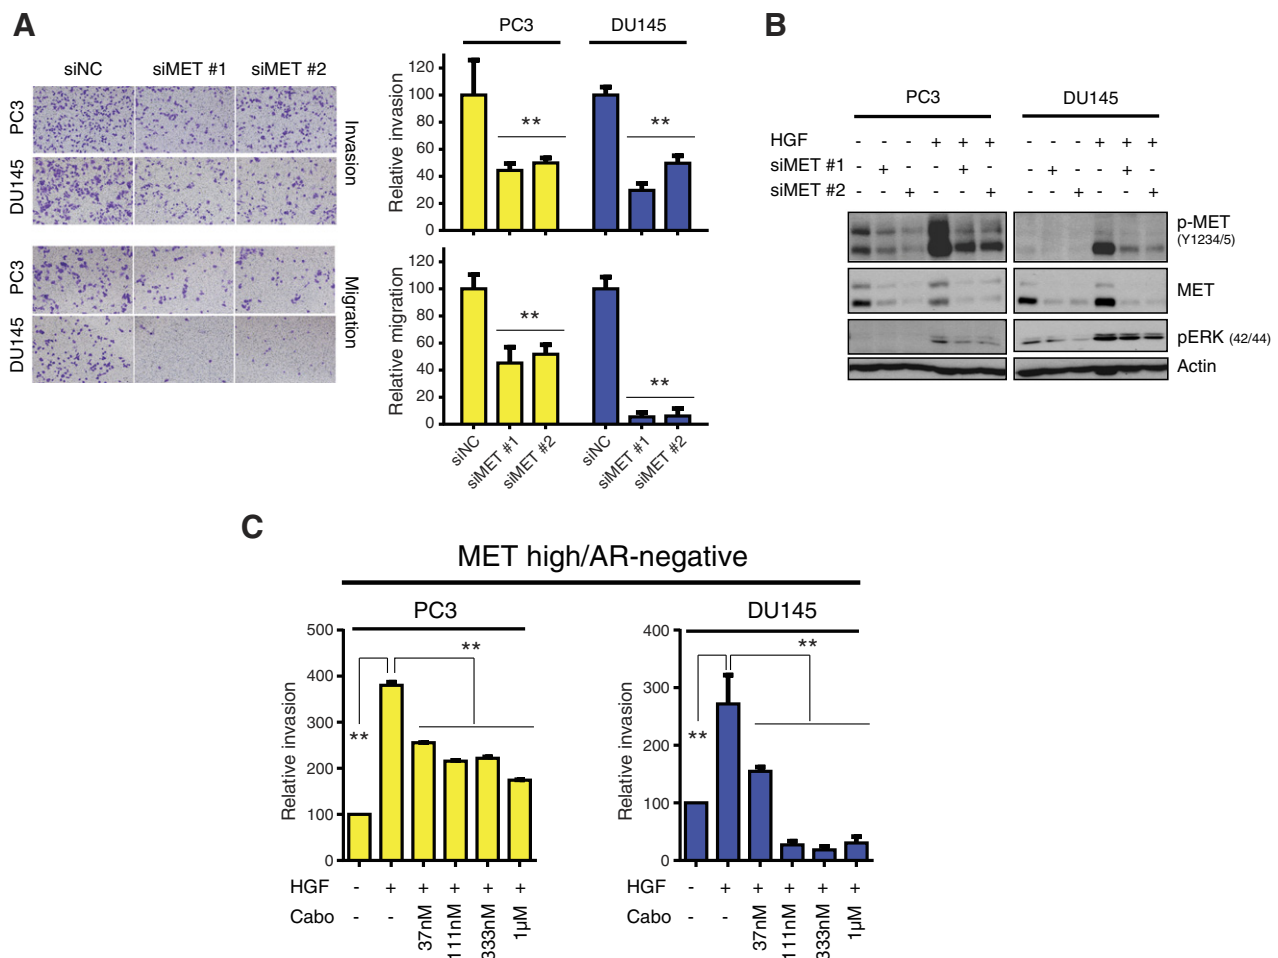 A
siNC siMET #1 siMET #2
PC3
DU145
Invasion
PC3
DU145
Migration
PC3 DU145
Relative invasion
120
100
80
60
40
20
0
** **
Relative migration
120
100
80
60
40
20
0
** **
siNC siMET #1 siMET #2 siNC siMET #1 siMET #2
B
PC3 DU145
HGF - - - + + + - - - + + +
siMET #1 - + - - + - - + - - + -
siMET #2 - - + - - + - - + - - +
p-MET
(Y1234/5)
MET
pERK (42/44)
Actin
C
MET high/AR-negative
PC3
Relative invasion
500
400
300
200
100
0
** **
HGF - + + + + +
Cabo - - 37nM 111nM 333nM 1µM
DU145
Relative invasion
400
300
200
100
0
** **
HGF - + + + + +
Cabo - - 37nM 111nM 333nM 1µM